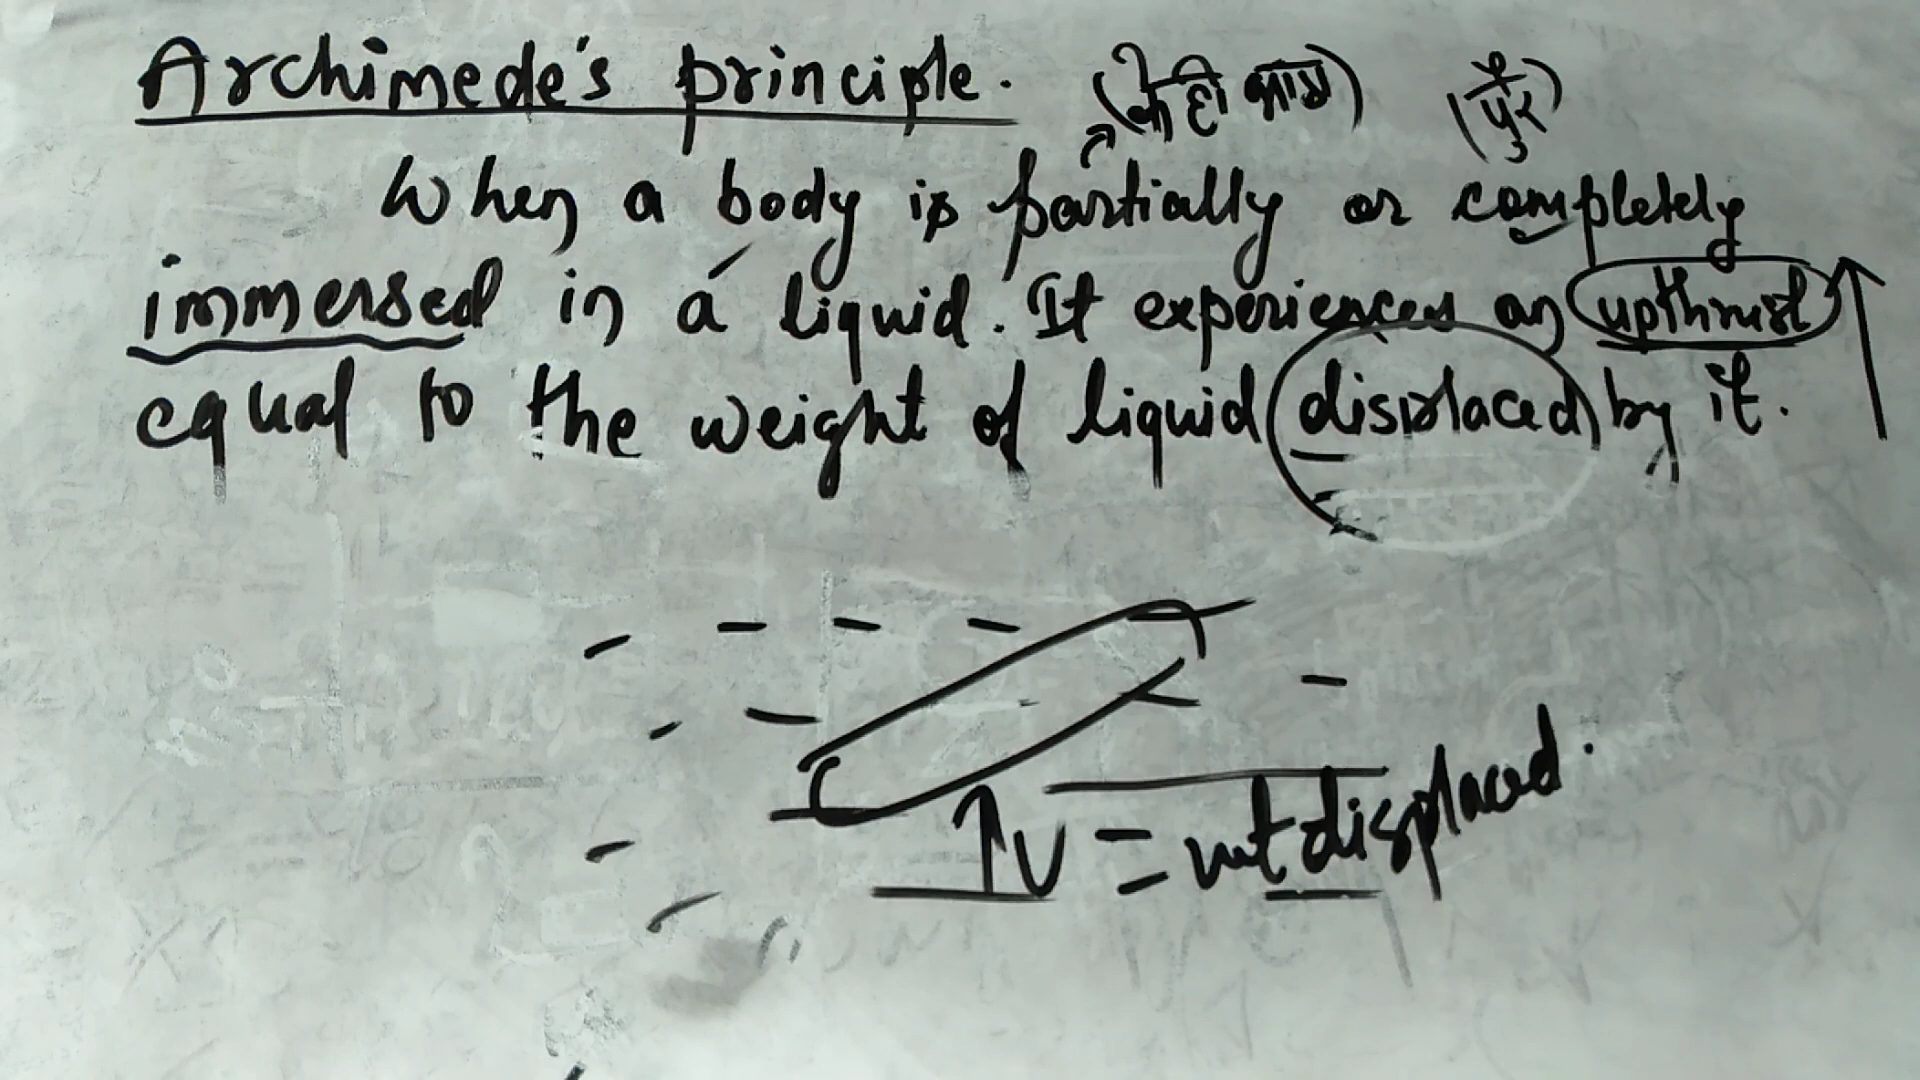 Archimede's principle.
When a body is partially or completely
immersed in a liquid. It experiences an upthrust
equal to the weight of liquid displaced by it.
↑U = wt displaced.